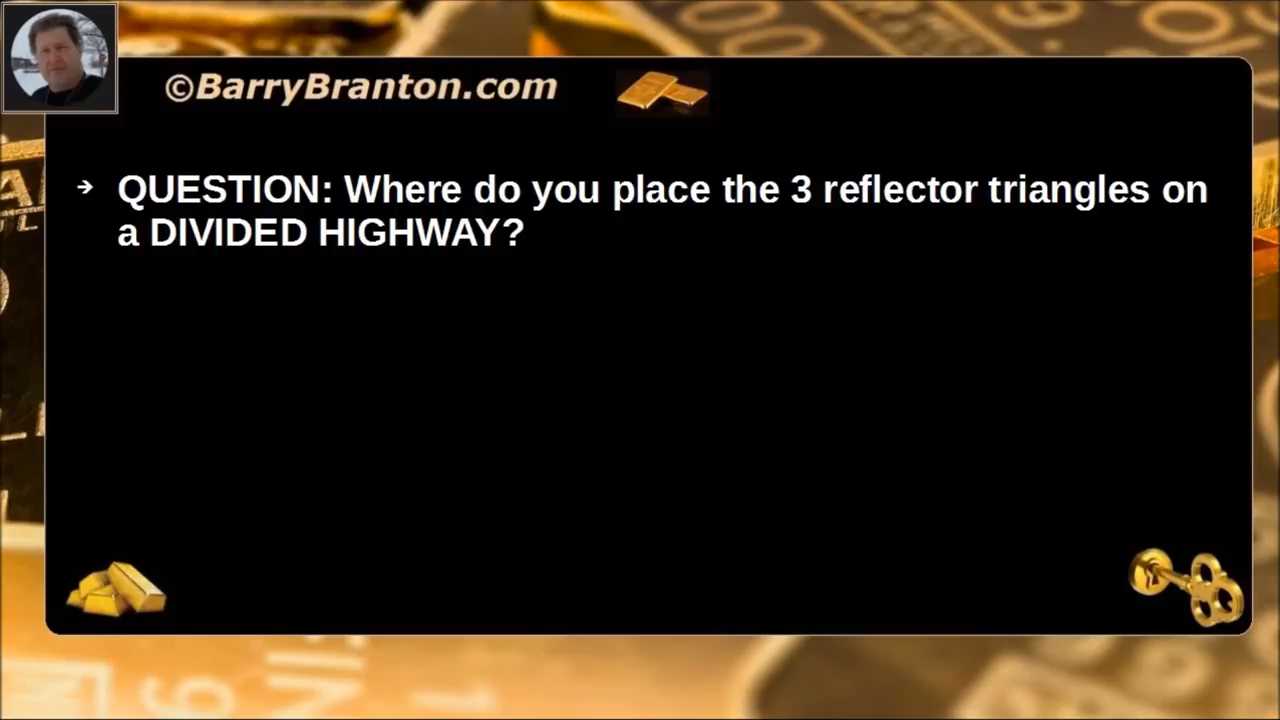 ©BarryBranton.com
➔ QUESTION: Where do you place the 3 reflector triangles on
a DIVIDED HIGHWAY?